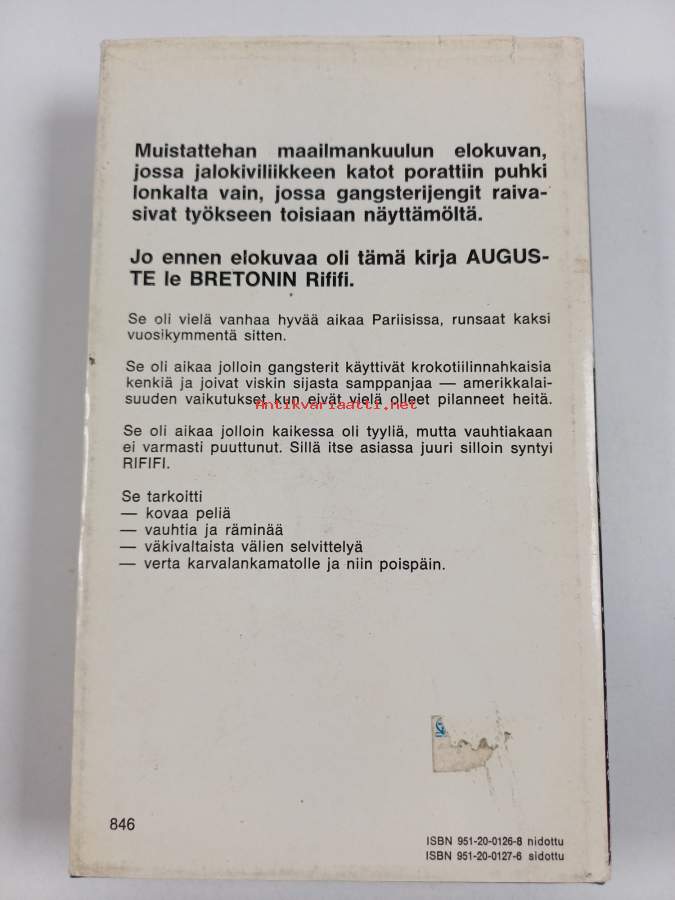 Muistattehan maailmankuulun elokuvan,
jossa jalokiviliikkeen katot porattiin puhki
lonkalta vain, jossa gangsterijengit raiva-
sivat työkseen toisiaan näyttämöltä.
Jo ennen elokuvaa oli tämä kirja AUGUS-
TE le BRETONIN Rififi.
Se oli vielä vanhaa hyvää aikaa Pariisissa, runsaat kaksi
vuosikymmentä sitten.
Se oli aikaa jolloin gangsterit käyttivät krokotiilinnahkaisia
kenkiä ja joivat viskin sijasta samppanjaa — amerikkalai-
suuden vaikutukset kun eivät vielä olleet pilanneet heitä.
Antikvariaatti.net
Se oli aikaa jolloin kaikessa oli tyyliä, mutta vauhtiakaan
ei varmasti puuttunut. Sillä itse asiassa juuri silloin syntyi
RIFIFI.
Se tarkoitti
— kovaa peliä
— vauhtia ja räminää
— väkivaltaista välien selvittelyä
— verta karvalankamatolle ja niin poispäin.
846
ISBN 951-20-0126-8 nidottu
ISBN 951-20-0127-6 sidottu